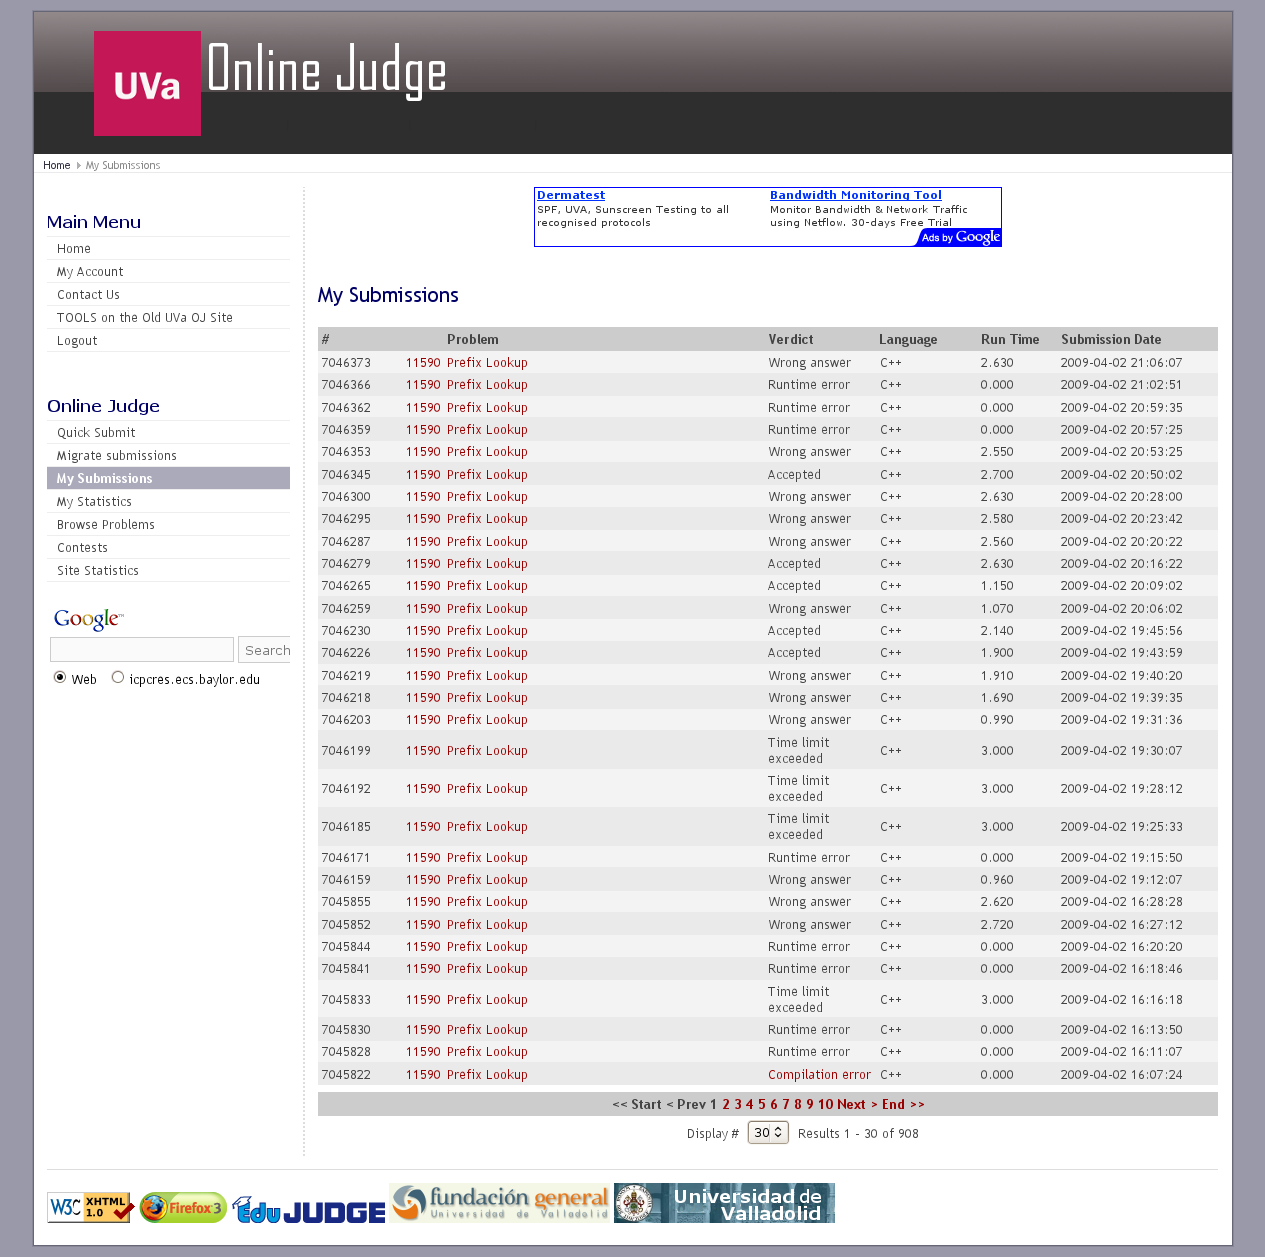 UVa Online Judge
Home My Submissions
Dermatest
SPF, UVA, Sunscreen Testing to all
recognised protocols
Bandwidth Monitoring Tool
Monitor Bandwidth & Network Traffic
using Netflow. 30-days Free Trial
Ads by Google
Main Menu
Home
My Account
Contact Us
TOOLS on the Old UVa OJ Site
Logout
Online Judge
Quick Submit
Migrate submissions
My Submissions
My Statistics
Browse Problems
Contests
Site Statistics
Google™
Search
Web icpcres.ecs.baylor.edu
My Submissions
# Problem Verdict Language Run Time Submission Date
7046373 11590 Prefix Lookup Wrong answer C++ 2.630 2009-04-02 21:06:07
7046366 11590 Prefix Lookup Runtime error C++ 0.000 2009-04-02 21:02:51
7046362 11590 Prefix Lookup Runtime error C++ 0.000 2009-04-02 20:59:35
7046359 11590 Prefix Lookup Runtime error C++ 0.000 2009-04-02 20:57:25
7046353 11590 Prefix Lookup Wrong answer C++ 2.550 2009-04-02 20:53:25
7046345 11590 Prefix Lookup Accepted C++ 2.700 2009-04-02 20:50:02
7046300 11590 Prefix Lookup Wrong answer C++ 2.630 2009-04-02 20:28:00
7046295 11590 Prefix Lookup Wrong answer C++ 2.580 2009-04-02 20:23:42
7046287 11590 Prefix Lookup Wrong answer C++ 2.560 2009-04-02 20:20:22
7046279 11590 Prefix Lookup Accepted C++ 2.630 2009-04-02 20:16:22
7046265 11590 Prefix Lookup Accepted C++ 1.150 2009-04-02 20:09:02
7046259 11590 Prefix Lookup Wrong answer C++ 1.070 2009-04-02 20:06:02
7046230 11590 Prefix Lookup Accepted C++ 2.140 2009-04-02 19:45:56
7046226 11590 Prefix Lookup Accepted C++ 1.900 2009-04-02 19:43:59
7046219 11590 Prefix Lookup Wrong answer C++ 1.910 2009-04-02 19:40:20
7046218 11590 Prefix Lookup Wrong answer C++ 1.690 2009-04-02 19:39:35
7046203 11590 Prefix Lookup Wrong answer C++ 0.990 2009-04-02 19:31:36
7046199 11590 Prefix Lookup Time limit exceeded C++ 3.000 2009-04-02 19:30:07
7046192 11590 Prefix Lookup Time limit exceeded C++ 3.000 2009-04-02 19:28:12
7046185 11590 Prefix Lookup Time limit exceeded C++ 3.000 2009-04-02 19:25:33
7046171 11590 Prefix Lookup Runtime error C++ 0.000 2009-04-02 19:15:50
7046159 11590 Prefix Lookup Wrong answer C++ 0.960 2009-04-02 19:12:07
7045855 11590 Prefix Lookup Wrong answer C++ 2.620 2009-04-02 16:28:28
7045852 11590 Prefix Lookup Wrong answer C++ 2.720 2009-04-02 16:27:12
7045844 11590 Prefix Lookup Runtime error C++ 0.000 2009-04-02 16:20:20
7045841 11590 Prefix Lookup Runtime error C++ 0.000 2009-04-02 16:18:46
7045833 11590 Prefix Lookup Time limit exceeded C++ 3.000 2009-04-02 16:16:18
7045830 11590 Prefix Lookup Runtime error C++ 0.000 2009-04-02 16:13:50
7045828 11590 Prefix Lookup Runtime error C++ 0.000 2009-04-02 16:11:07
7045822 11590 Prefix Lookup Compilation error C++ 0.000 2009-04-02 16:07:24
<< Start < Prev 1 2 3 4 5 6 7 8 9 10 Next > End >>
Display # 30 Results 1 - 30 of 908
W3C XHTML 1.0
Firefox 3
Edu JUDGE
fundación general
Universidad de Valladolid
Universidad de
Valladolid